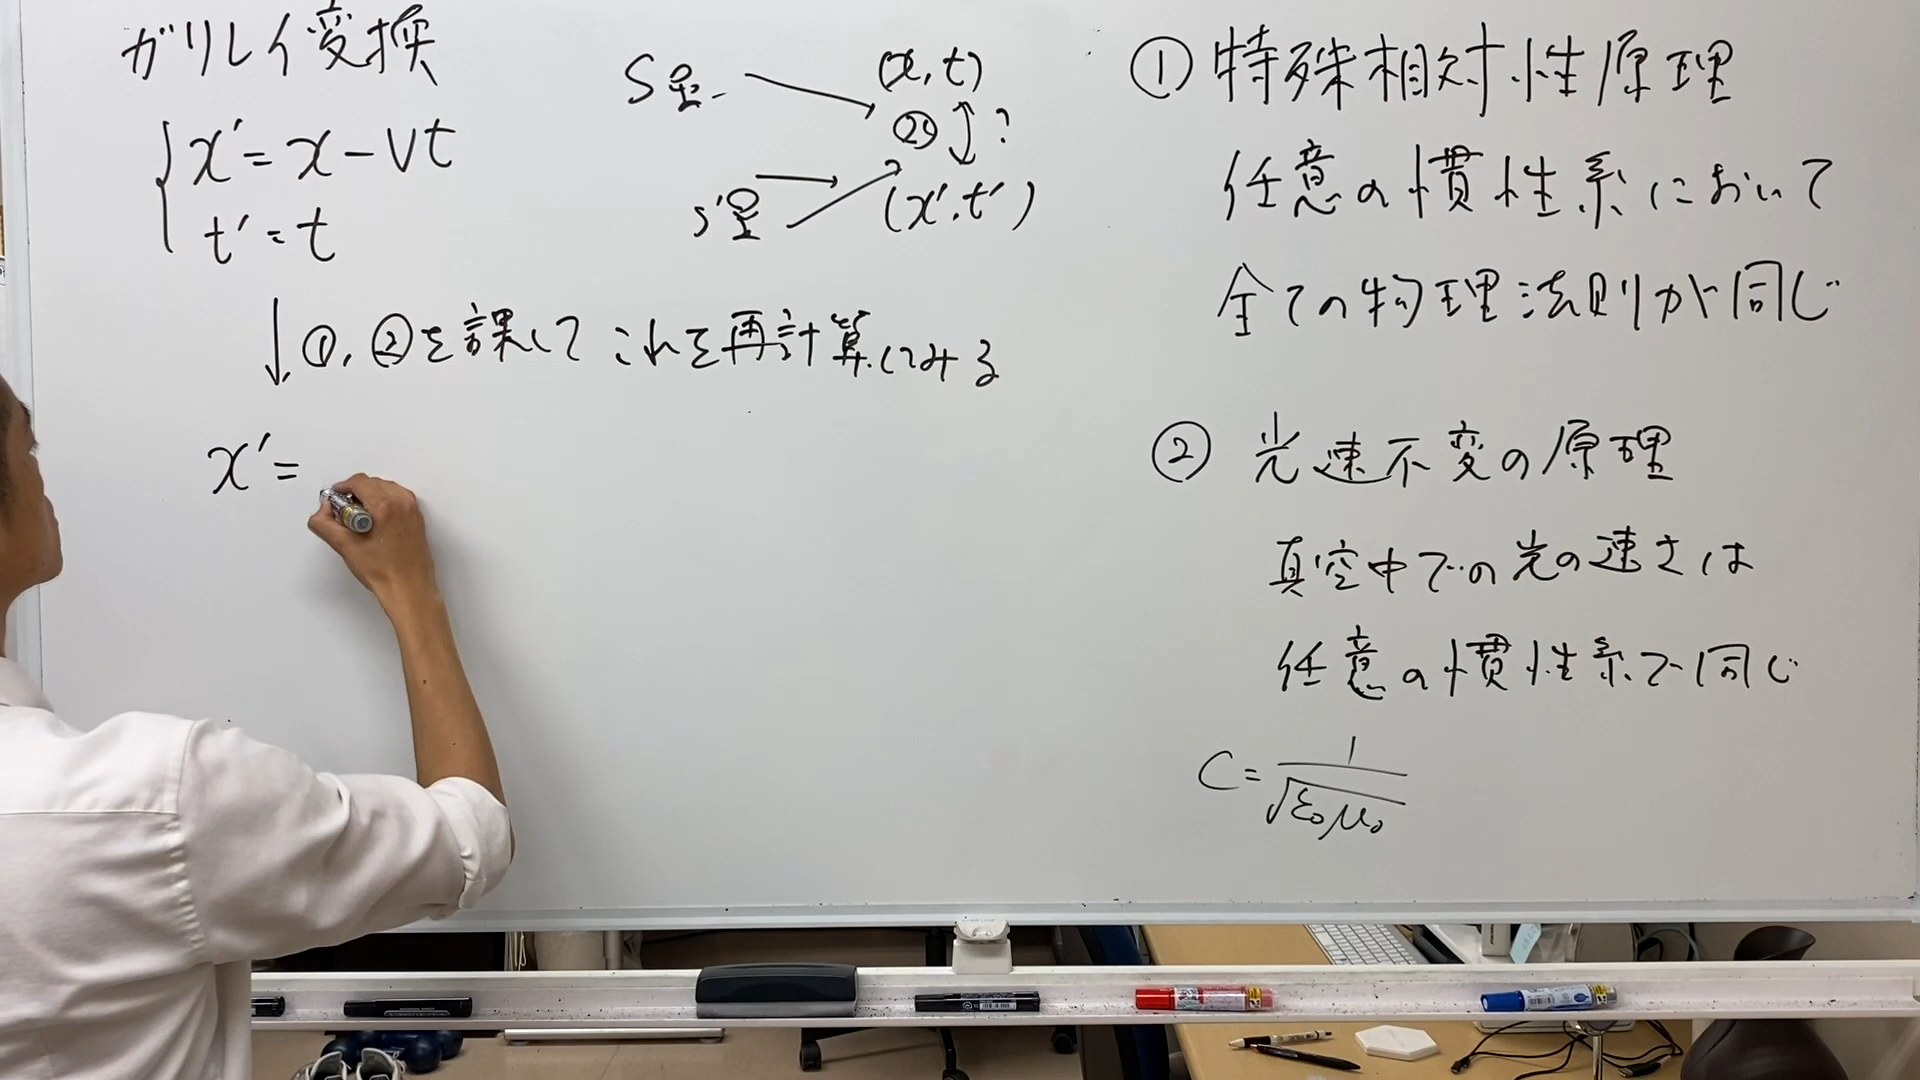 ガリレイ変換
x' = x - Vt
t' = t
S星
(x, t)
?
S'星
(x', t')
↓ ①, ②を課して これを再計算してみる
x' =
① 特殊相対性原理
任意の慣性系において
全ての物理法則が同じ
② 光速不変の原理
真空中での光の速さは
任意の慣性系で同じ
C = 1/√ε₀μ₀